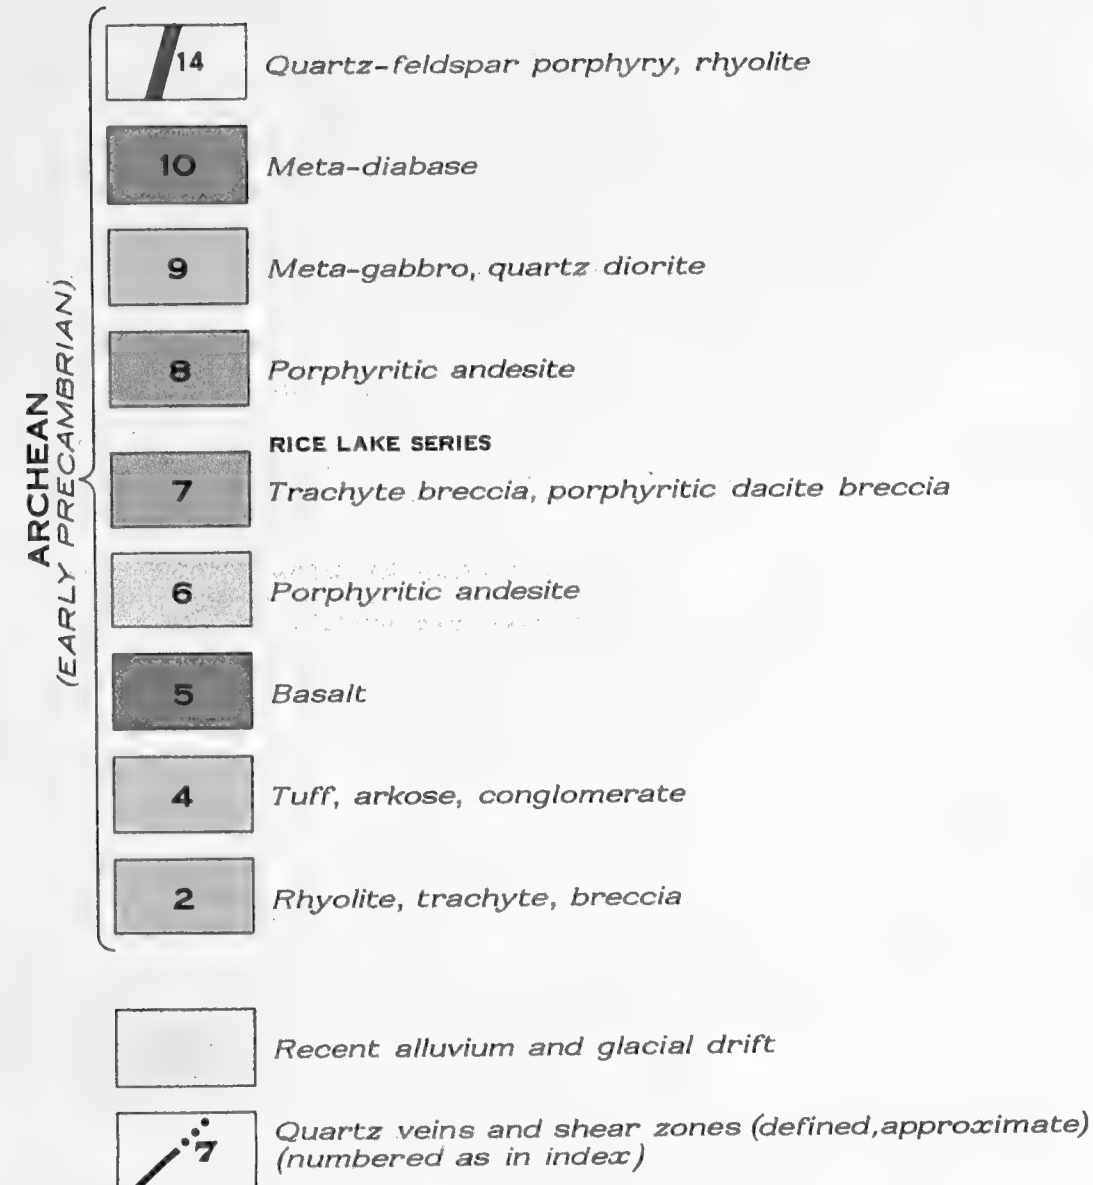 ARCHEAN
(EARLY PRECAMBRIAN)
14 Quartz-feldspar porphyry, rhyolite
10 Meta-diabase
9 Meta-gabbro, quartz diorite
8 Porphyritic andesite
RICE LAKE SERIES
7 Trachyte breccia, porphyritic dacite breccia
6 Porphyritic andesite
5 Basalt
4 Tuff, arkose, conglomerate
2 Rhyolite, trachyte, breccia
Recent alluvium and glacial drift
7 Quartz veins and shear zones (defined,approximate)
(numbered as in index)